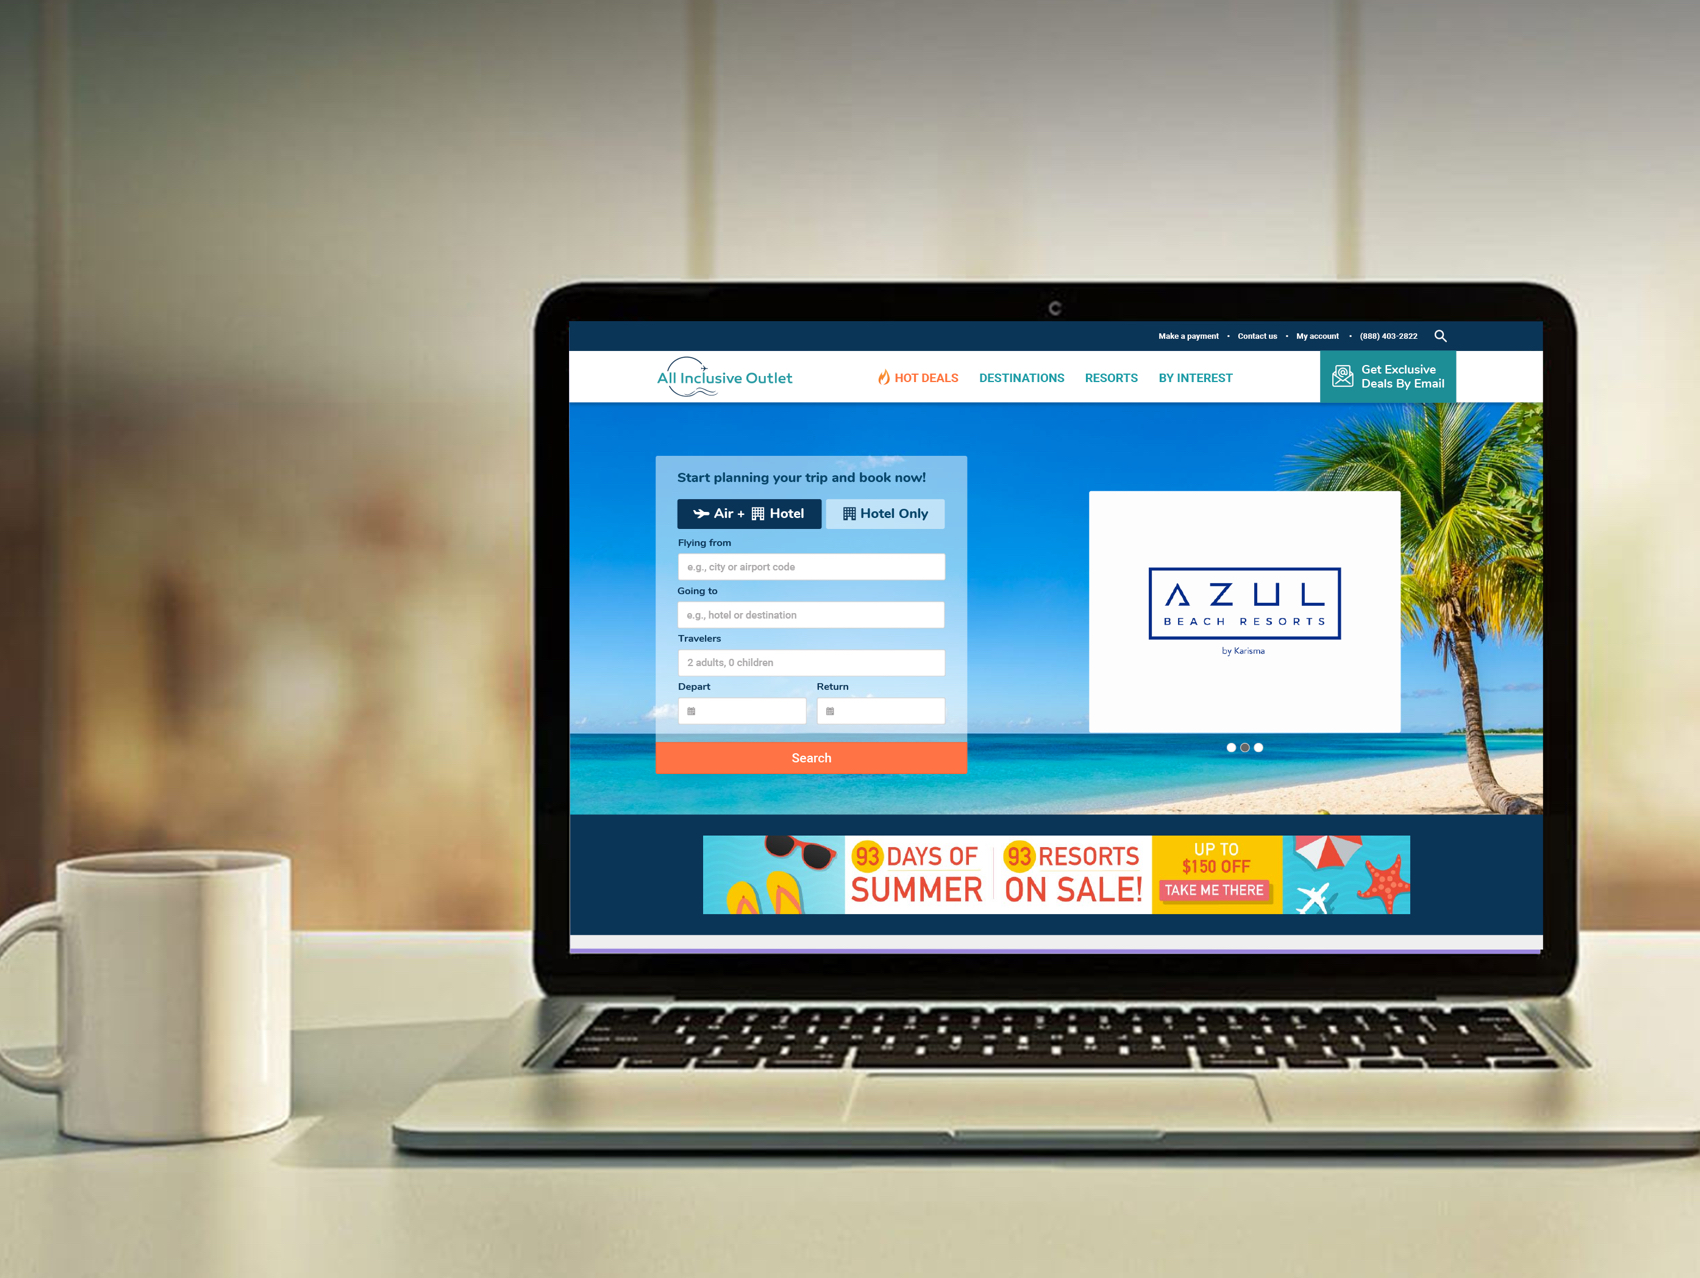 Make a payment • Contact us • My account • (888) 403-2822
All Inclusive Outlet
HOT DEALS DESTINATIONS RESORTS BY INTEREST
Get Exclusive
Deals By Email
Start planning your trip and book now!
Air + Hotel Hotel Only
Flying from
e.g., city or airport code
Going to
e.g., hotel or destination
Travelers
2 adults, 0 children
Depart Return
Search
AZUL
BEACH RESORTS
by Karisma
93 DAYS OF
SUMMER
93 RESORTS
ON SALE!
UP TO
$150 OFF
TAKE ME THERE